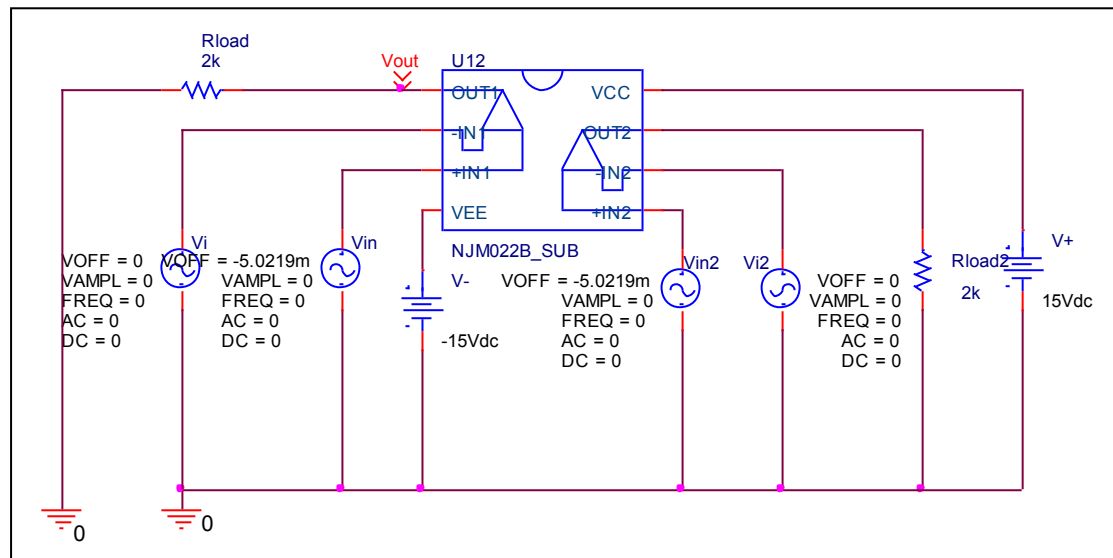 Rload
2k
Vout
U12
OUT1
-IN1
+IN1
VEE
VCC
OUT2
-IN2
+IN2
NJM022B_SUB
Vi
VOFF = 0
VAMPL = 0
FREQ = 0
AC = 0
DC = 0
Vin
VOFF = -5.0219m
VAMPL = 0
FREQ = 0
AC = 0
DC = 0
V-
-15Vdc
Vin2
VOFF = -5.0219m
VAMPL = 0
FREQ = 0
AC = 0
DC = 0
Vi2
VOFF = 0
VAMPL = 0
FREQ = 0
AC = 0
DC = 0
Rload2
2k
V+
15Vdc
0
0